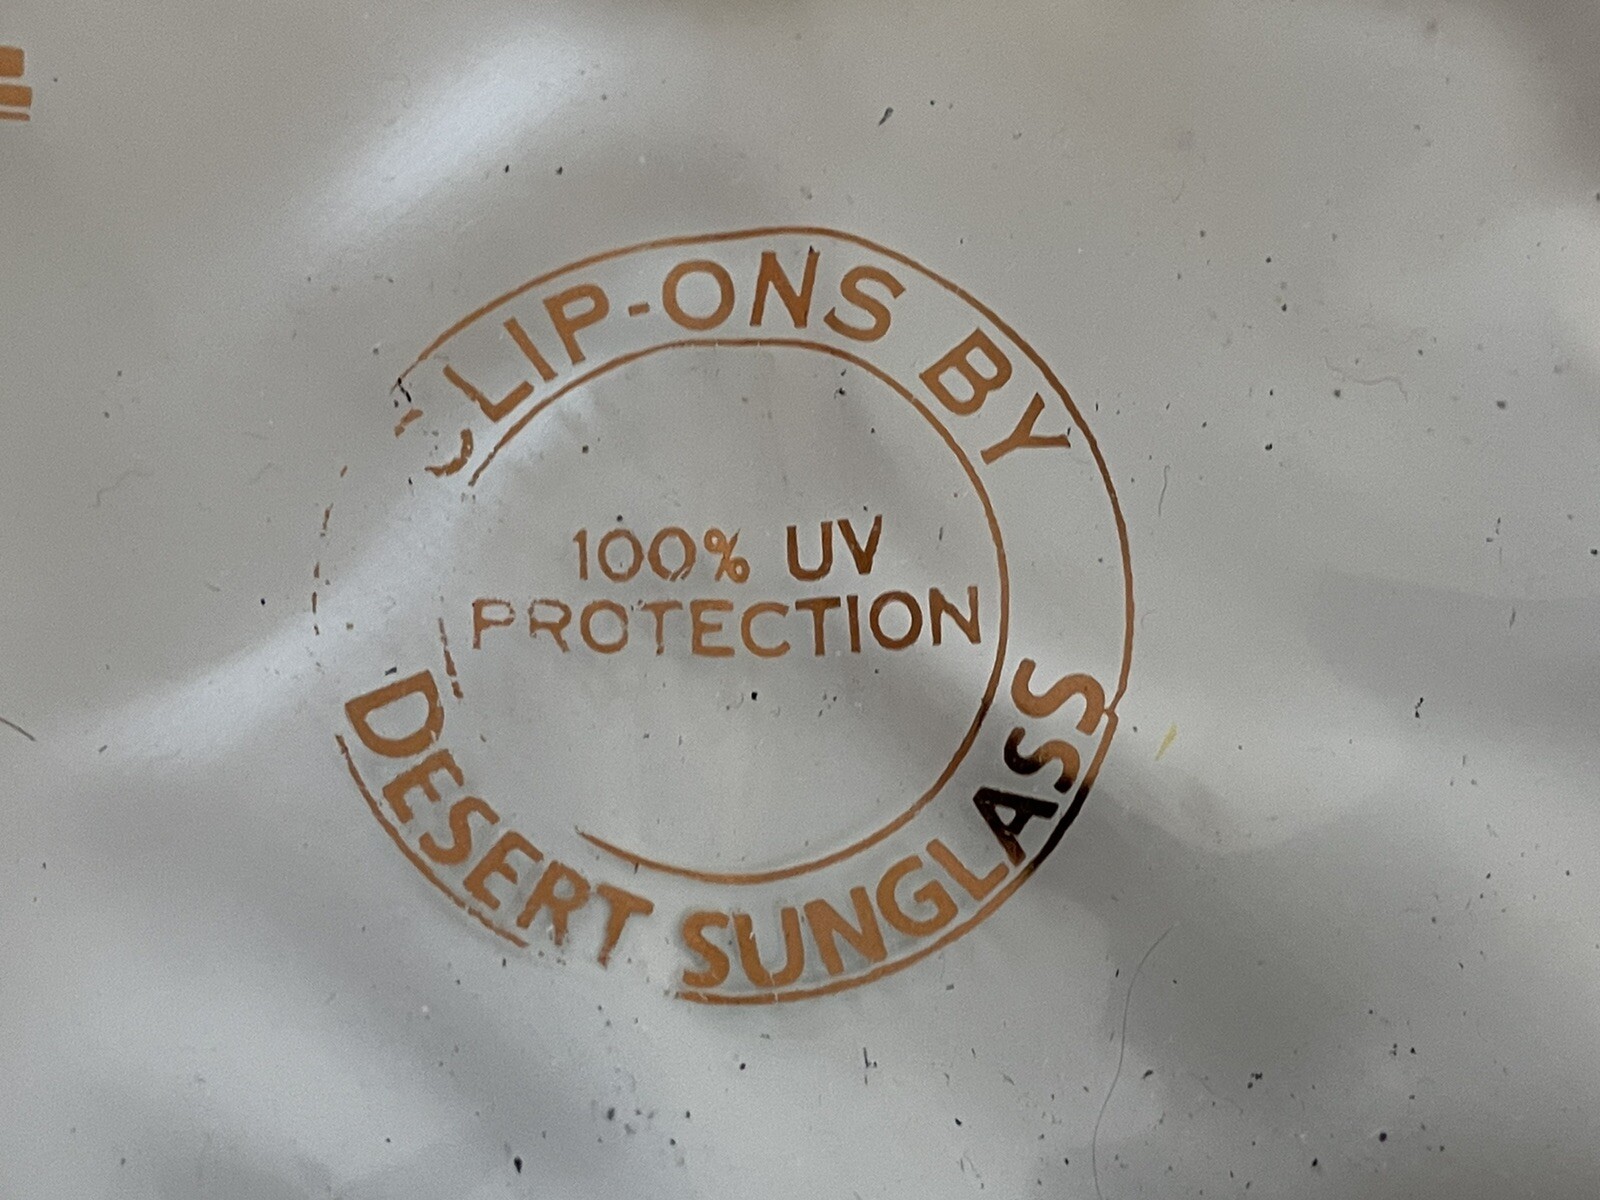 CLIP-ONS BY
100% UV
PROTECTION
DESERT SUNGLASS